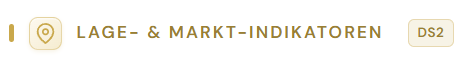 LAGE- & MARKT-INDIKATOREN DS2